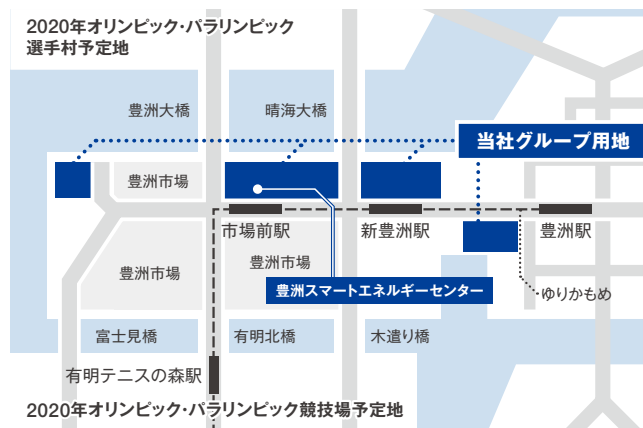 2020年オリンピック・パラリンピック
選手村予定地
豊洲大橋
晴海大橋
当社グループ用地
豊洲市場
市場前駅
新豊洲駅
豊洲駅
豊洲市場
豊洲市場
豊洲スマートエネルギーセンター
ゆりかもめ
富士見橋
有明北橋
木遣り橋
有明テニスの森駅
2020年オリンピック・パラリンピック競技場予定地